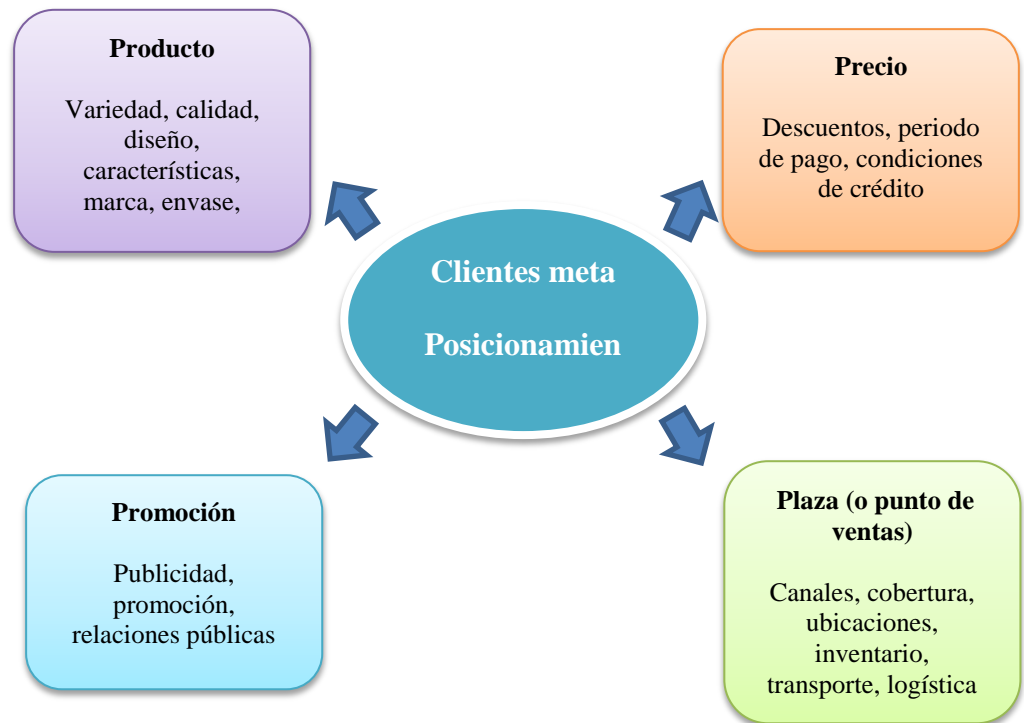 Producto
Variedad, calidad,
diseño,
características,
marca, envase,
Precio
Descuentos, periodo
de pago, condiciones
de crédito
Clientes meta
Posicionamien
Promoción
Publicidad,
promoción,
relaciones públicas
Plaza (o punto de
ventas)
Canales, cobertura,
ubicaciones,
inventario,
transporte, logística